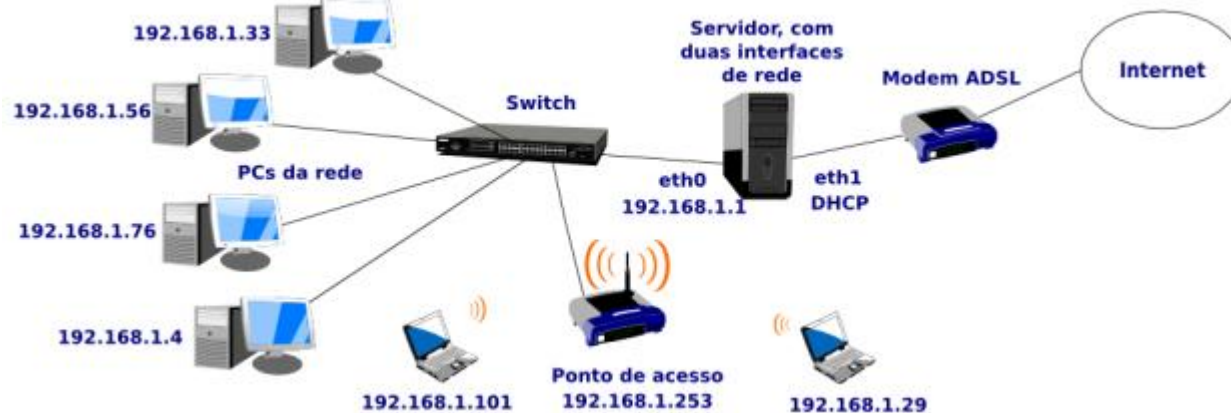 192.168.1.33
Servidor, com
duas interfaces
de rede
Modem ADSL
Internet
192.168.1.56
Switch
PCs da rede
eth0
192.168.1.1
eth1
DHCP
192.168.1.76
192.168.1.4
192.168.1.101
Ponto de acesso
192.168.1.253
192.168.1.29